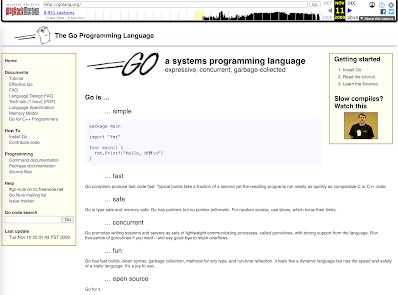 http://golang.org/
Go
OCT
NOV
DEC
8,951 captures
11
2008
2009
2010
About this capture
The Go Programming Language
Home
Documents
Tutorial
Effective Go
FAQ
Language Design FAQ
Tech talk (1 hour) (PDF)
Language Specification
Memory Model
Go for C++ Programmers
How To
Install Go
Contribute code
Programming
Command documentation
Package documentation
Source files
Help
#go-nuts on irc.freenode.net
Go Nuts mailing list
Issue tracker
Go code search
Go
Last update
Tue Nov 10 20:31:43 PST 2009
GO
a systems programming language
expressive, concurrent, garbage-collected
Go is ...
... simple
package main
import "fmt"
func main() {
fmt.Printf("Hello, 世界\n")
}
... fast
Go compilers produce fast code fast. Typical builds take a fraction of a second yet the resulting programs run nearly as quickly as comparable C or C++ code.
... safe
Go is type safe and memory safe. Go has pointers but no pointer arithmetic. For random access, use slices, which know their limits.
... concurrent
Go promotes writing systems and servers as sets of lightweight communicating processes, called goroutines, with strong support from the language. Run
thousands of goroutines if you want—and say good-bye to stack overflows.
... fun
Go has fast builds, clean syntax, garbage collection, methods for any type, and run-time reflection. It feels like a dynamic language but has the speed and safety
of a static language. It's a joy to use.
... open source
Go for it.
Getting started
1. Install Go.
2. Read the tutorial.
3. Learn the libraries.
Slow compiles?
Watch this